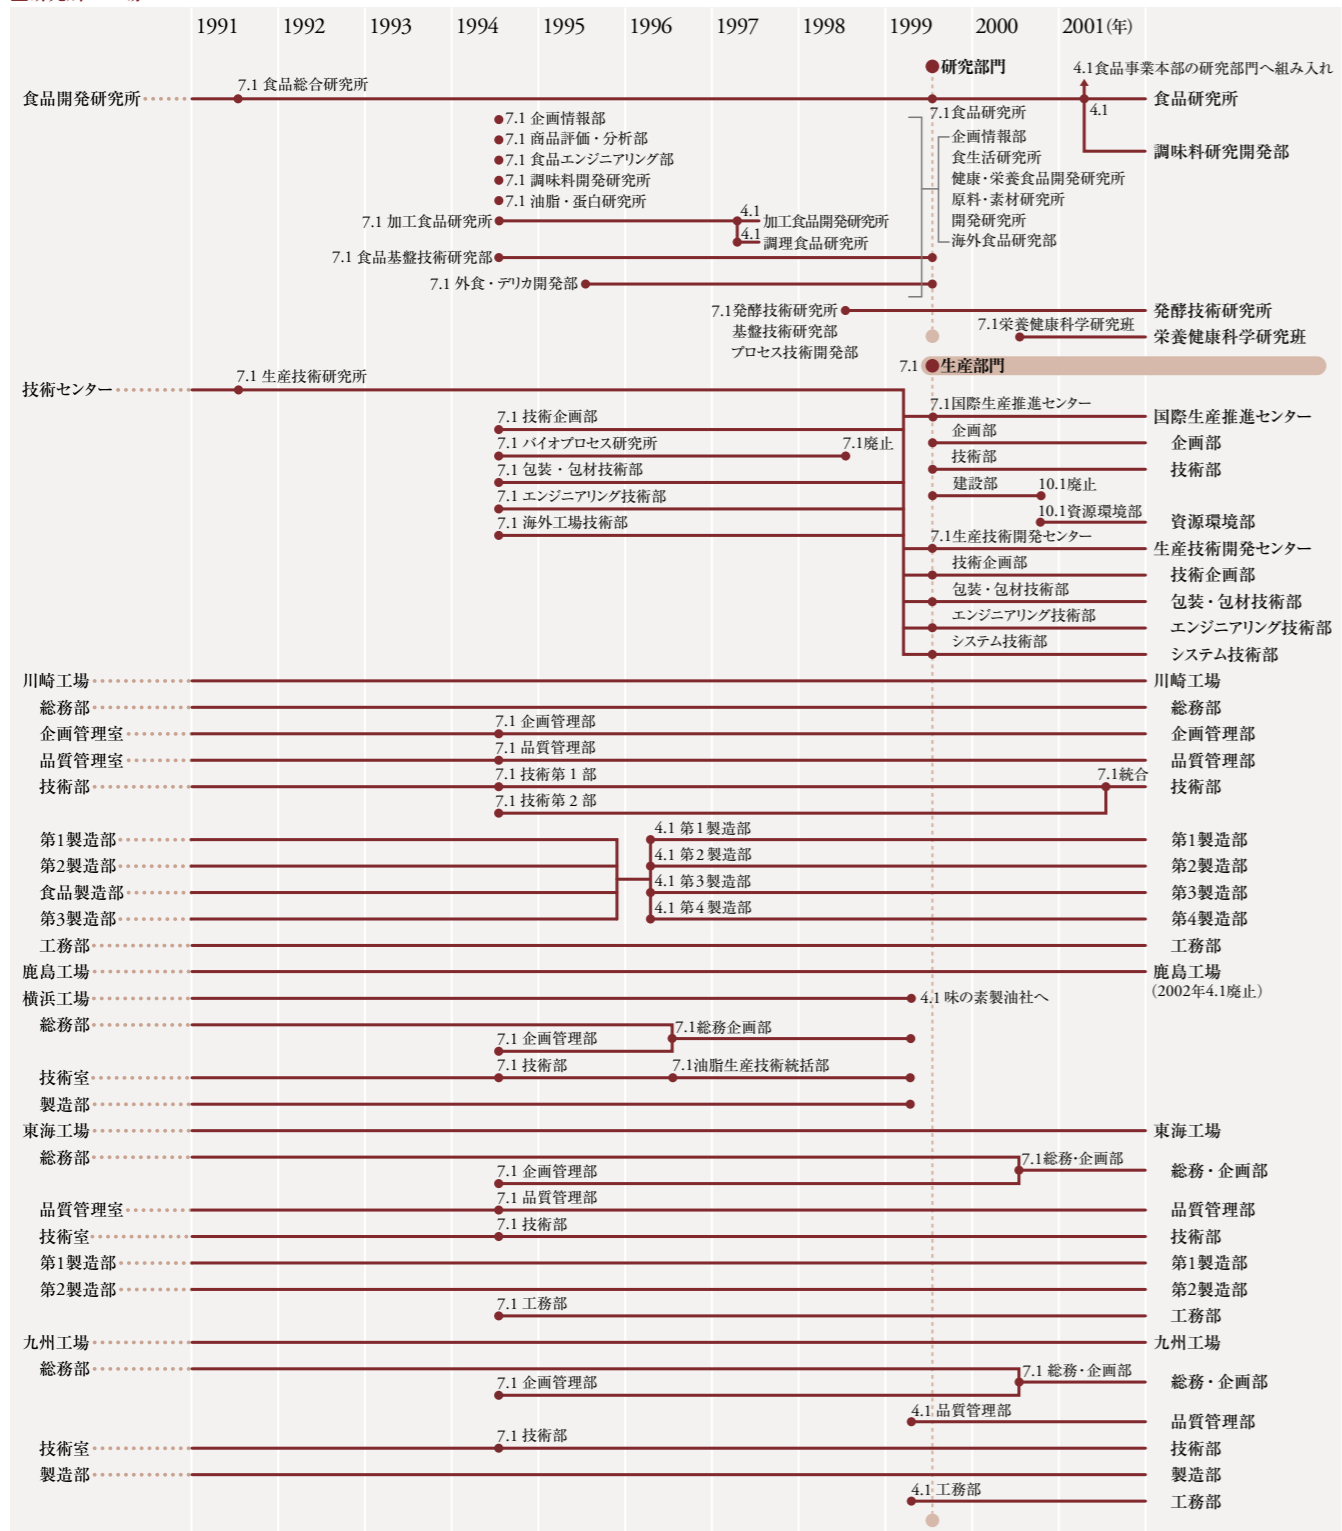 1991 1992 1993 1994 1995 1996 1997 1998 1999 2000 2001(年)
研究部門
4.1食品事業本部の研究部門へ組み入れ
7.1 食品総合研究所
食品開発研究所
食品研究所
4.1
7.1食品研究所
7.1 企画情報部
企画情報部
7.1 商品評価・分析部
食生活研究所
調味料研究開発部
7.1 食品エンジニアリング部
健康・栄養食品開発研究所
7.1 調味料開発研究所
原料・素材研究所
7.1 油脂・蛋白研究所
開発研究所
7.1 加工食品研究所
4.1
加工食品開発研究所
海外食品研究部
4.1
調理食品研究所
7.1 食品基盤技術研究部
7.1 外食・デリカ開発部
7.1発酵技術研究所
発酵技術研究所
基盤技術研究部
7.1栄養健康科学研究班
栄養健康科学研究班
プロセス技術開発部
7.1
生産部門
7.1 生産技術研究所
技術センター
7.1国際生産推進センター
国際生産推進センター
7.1 技術企画部
企画部
企画部
7.1 バイオプロセス研究所
7.1廃止
技術部
技術部
7.1 包装・包材技術部
建設部
10.1廃止
7.1 エンジニアリング技術部
10.1資源環境部
資源環境部
7.1 海外工場技術部
7.1生産技術開発センター
生産技術開発センター
技術企画部
技術企画部
包装・包材技術部
包装・包材技術部
エンジニアリング技術部
エンジニアリング技術部
システム技術部
システム技術部
川崎工場
川崎工場
総務部
総務部
7.1 企画管理部
企画管理室
企画管理部
7.1 品質管理部
品質管理室
品質管理部
7.1 技術第1部
7.1統合
技術部
技術部
7.1 技術第2部
4.1 第1製造部
第1製造部
第1製造部
4.1 第2製造部
第2製造部
第2製造部
4.1 第3製造部
食品製造部
第3製造部
4.1 第4製造部
第3製造部
第4製造部
工務部
工務部
鹿島工場
鹿島工場
(2002年4.1廃止)
横浜工場
4.1 味の素製油社へ
総務部
7.1総務企画部
7.1 企画管理部
7.1 技術部
7.1油脂生産技術統括部
技術室
製造部
東海工場
東海工場
総務部
7.1総務・企画部
7.1 企画管理部
総務・企画部
7.1 品質管理部
品質管理室
品質管理部
7.1 技術部
技術室
技術部
第1製造部
第1製造部
第2製造部
第2製造部
7.1 工務部
工務部
九州工場
九州工場
総務部
7.1 総務・企画部
7.1 企画管理部
総務・企画部
4.1 品質管理部
品質管理部
7.1 技術部
技術室
技術部
製造部
製造部
4.1 工務部
工務部